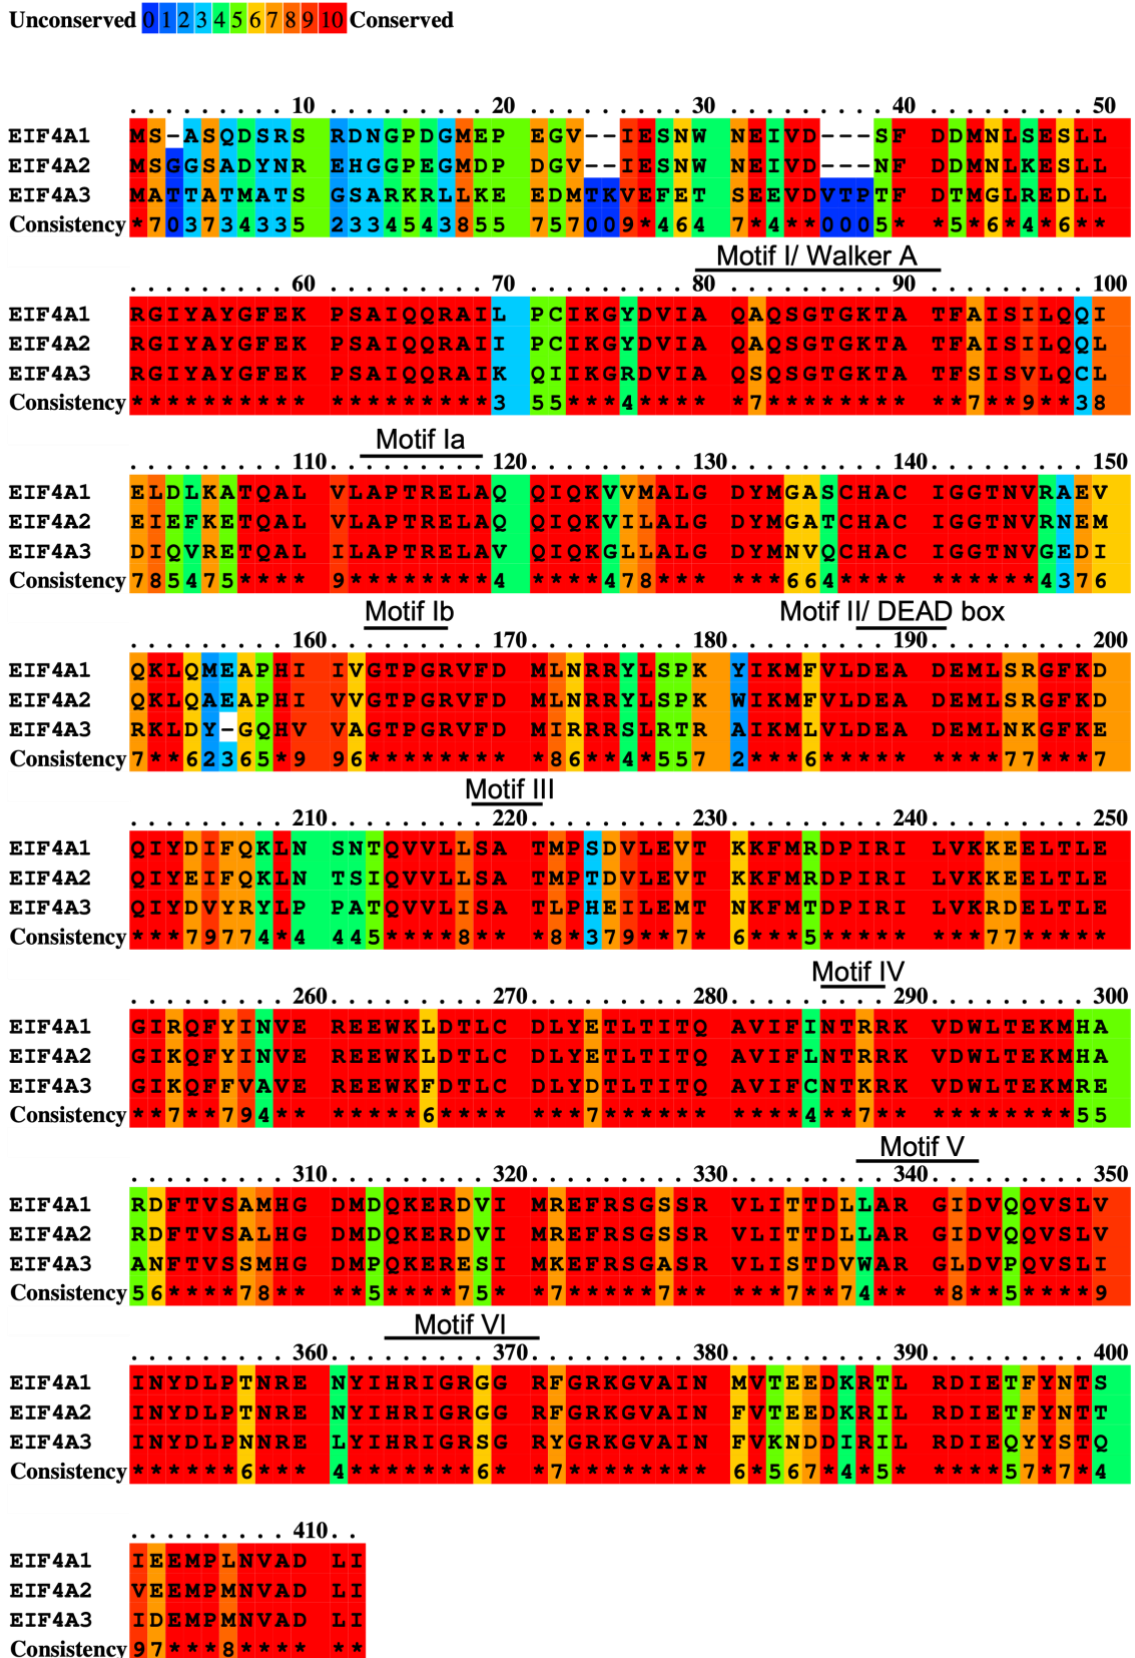 Unconserved 0 1 2 3 4 5 6 7 8 9 10 Conserved
. . . . . . . . . 10 . . . . . . . . . 20 . . . . . . . . . 30 . . . . . . . . . 40 . . . . . . . . . 50
EIF4A1 MS-ASQDSRS RDNGPDGMEP EGV--IESNW NEIVD---SF DDMNLSESLL
EIF4A2 MSGGSADYNR EHGGPEGMDP DGV--IESNW NEIVD---NF DDMNLKESLL
EIF4A3 MATTATMATS GSARKRLLKE EDMTKVEFET SEEVDVTPTF DTMGLREDLL
Consistency *703734335 2334543855 757009*464 7*4**0005* *5*6*4*6**
Motif I/ Walker A
. . . . . . . . . 60 . . . . . . . . . 70 . . . . . . . . . 80 . . . . . . . . . 90 . . . . . . . . . 100
EIF4A1 RGIYAYGFEK PSAIQQRAIL PCIKGYDVIA QAQSGTGKTA TFAISILQQI
EIF4A2 RGIYAYGFEK PSAIQQRAII PCIKGYDVIA QAQSGTGKTA TFAISILQQL
EIF4A3 RGIYAYGFEK PSAIQQRAIK QIIKGRDVIA QSQSGTGKTA TFSISVLQCL
Consistency ********** *********3 55***4**** *7******** **7**9**38
Motif Ia
. . . . . . . . . 110 . . . . . . . . . 120 . . . . . . . . . 130 . . . . . . . . . 140 . . . . . . . . . 150
EIF4A1 ELDLKATQAL VLAPTRELAQ QIQKVVMALG DYMGASCHAC IGGTNVRAEV
EIF4A2 EIEFKETQAL VLAPTRELAQ QIQKVILALG DYMGATCHAC IGGTNVRNEM
EIF4A3 DIQVRETQAL ILAPTRELAV QIQKGLLALG DYMNVQCHAC IGGTNVGEDI
Consistency 785475**** 9********4 ****478*** ***664**** ******4376
Motif Ib Motif II/ DEAD box
. . . . . . . . . 160 . . . . . . . . . 170 . . . . . . . . . 180 . . . . . . . . . 190 . . . . . . . . . 200
EIF4A1 QKLQMEAPHI IVGTPGRVFD MLNRRYLSPK YIKMFVLDEA DEMLSRGFKD
EIF4A2 QKLQAEAPHI VVGTPGRVFD MLNRRYLSPK WIKMFVLDEA DEMLSRGFKD
EIF4A3 RKLDY-GQHV VAGTPGRVFD MIRRRSLRTR AIKMLVLDEA DEMLNKGFKE
Consistency 7**62365*9 96******** *86**4*557 2***6***** ****77***7
Motif III
. . . . . . . . . 210 . . . . . . . . . 220 . . . . . . . . . 230 . . . . . . . . . 240 . . . . . . . . . 250
EIF4A1 QIYDIFQKLN SNTQVVLLSA TMPSDVLEVT KKFMRDPIRI LVKKEELTLE
EIF4A2 QIYEIFQKLN TSIQVVLLSA TMPTDVLEVT KKFMRDPIRI LVKKEELTLE
EIF4A3 QIYDVYRYLP PATQVVLISA TLPHEILEMT NKFMTDPIRI LVKRDELTLE
Consistency ***79774*4 445****8** *8*379**7* 6***5***** ***77*****
Motif IV
. . . . . . . . . 260 . . . . . . . . . 270 . . . . . . . . . 280 . . . . . . . . . 290 . . . . . . . . . 300
EIF4A1 GIRQFYINVE REEWKLDTLC DLYETLTITQ AVIFINTRRK VDWLTEKMHA
EIF4A2 GIKQFYINVE REEWKLDTLC DLYETLTITQ AVIFLNTRRK VDWLTEKMHA
EIF4A3 GIKQFFVAVE REEWKFDTLC DLYDTLTITQ AVIFCNTKRK VDWLTEKMRE
Consistency **7**794** *****6**** ***7****** ****4**7** ********55
Motif V
. . . . . . . . . 310 . . . . . . . . . 320 . . . . . . . . . 330 . . . . . . . . . 340 . . . . . . . . . 350
EIF4A1 RDFTVSAMHG DMDQKERDVI MREFRSGSSR VLITTDLLAR GIDVQQVSLV
EIF4A2 RDFTVSALHG DMDQKERDVI MREFRSGSSR VLITTDLLAR GIDVQQVSLV
EIF4A3 ANFTVSSMHG DMPQKERESI MKEFRSGASR VLISTDVWAR GLDVPQVSLI
Consistency 56****78** **5****75* *7*****7** ***7**74** *8**5****9
Motif VI
. . . . . . . . . 360 . . . . . . . . . 370 . . . . . . . . . 380 . . . . . . . . . 390 . . . . . . . . . 400
EIF4A1 INYDLPTNRE NYIHRIGRGG RFGRKGVAIN MVTEEDKRTL RDIETFYNTS
EIF4A2 INYDLPTNRE NYIHRIGRGG RFGRKGVAIN FVTEEDKRIL RDIETFYNTT
EIF4A3 INYDLPNNRE LYIHRIGRSG RYGRKGVAIN FVKNDDIRIL RDIEQYYSTQ
Consistency ******6*** 4*******6* *7******** 6*567*4*5* ****57*7*4
. . . . . . . . . 410 . .
EIF4A1 IEEMPLNVAD LI
EIF4A2 VEEMPMNVAD LI
EIF4A3 IDEMPMNVAD LI
Consistency 97***8**** **